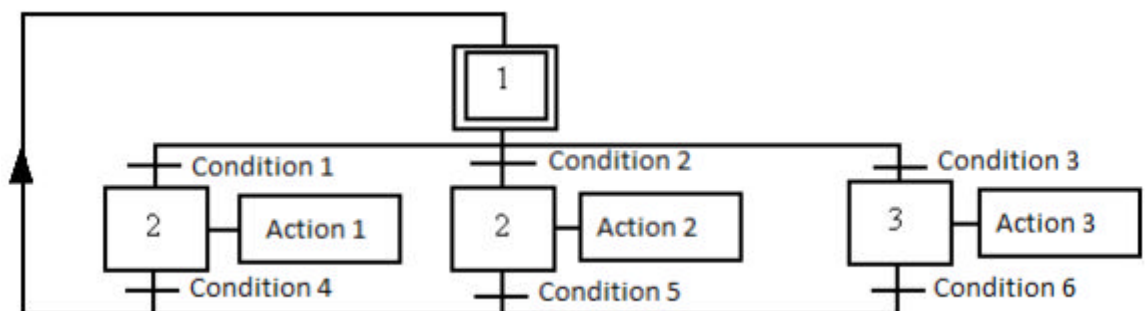 1
Condition 1
Condition 2
Condition 3
2
Action 1
2
Action 2
3
Action 3
Condition 4
Condition 5
Condition 6